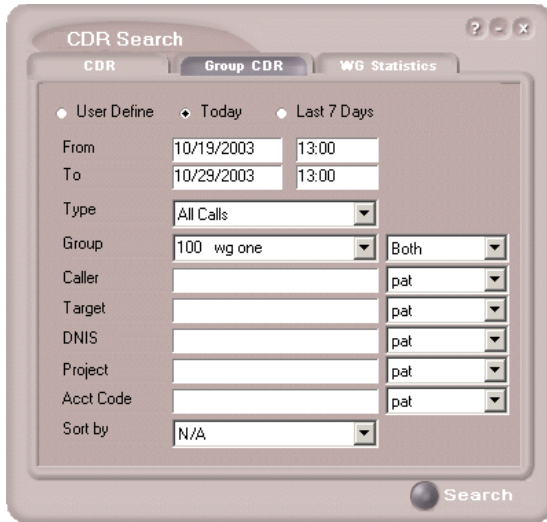 CDR Search
? - x
CDR Group CDR WG Statistics
User Define Today Last 7 Days
From 10/19/2003 13:00
To 10/29/2003 13:00
Type All Calls
Group 100 wg one Both
Caller pat
Target pat
DNIS pat
Project pat
Acct Code pat
Sort by N/A
Search